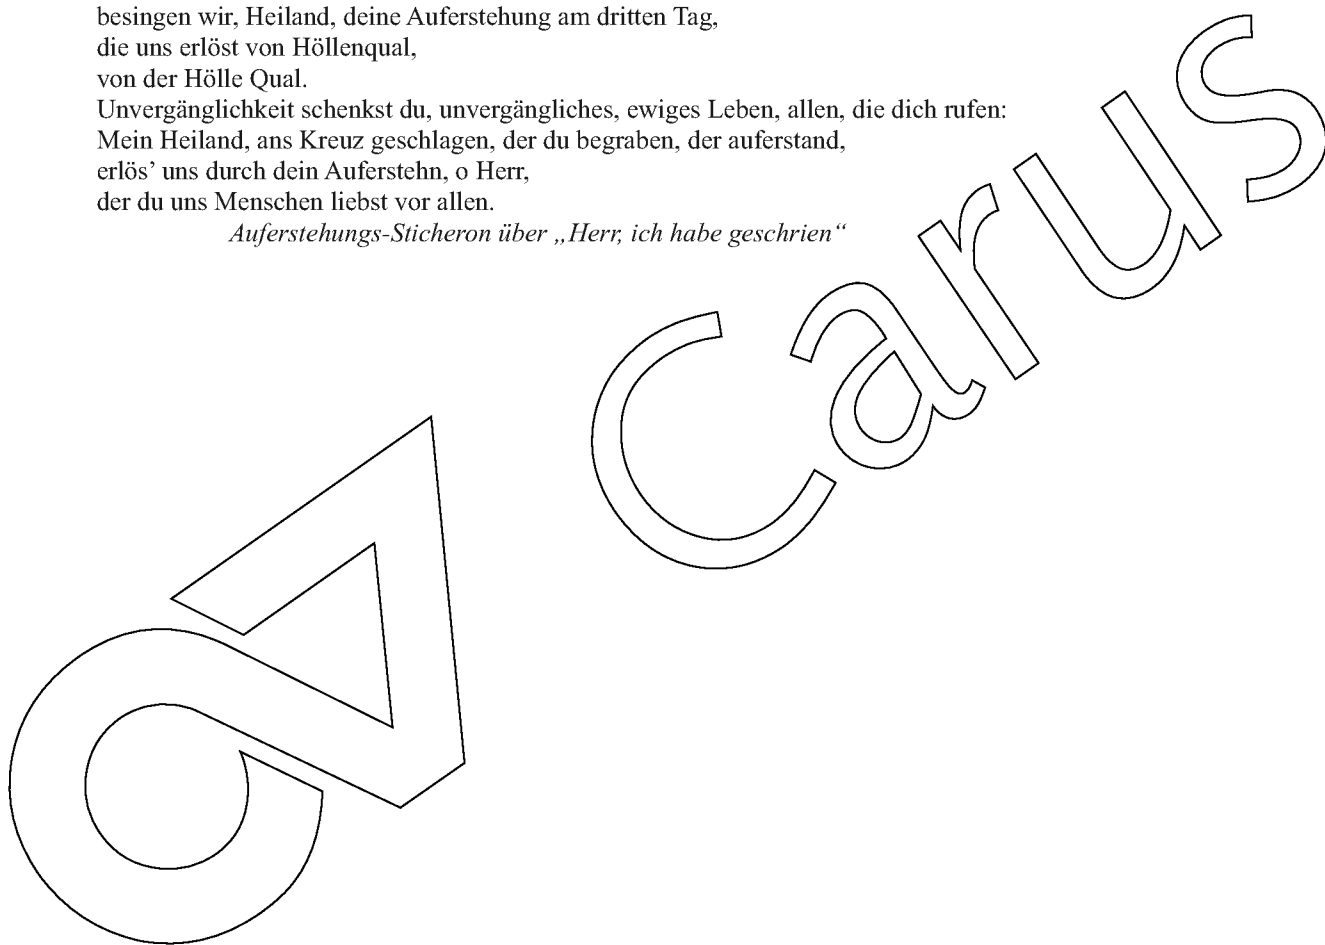 besingen wir, Heiland, deine Auferstehung am dritten Tag,
die uns erlöst von Höllenqual,
von der Hölle Qual.
Unvergänglichkeit schenkst du, unvergängliches, ewiges Leben, allen, die dich rufen:
Mein Heiland, ans Kreuz geschlagen, der du begraben, der auferstand,
erlös’ uns durch dein Auferstehn, o Herr,
der du uns Menschen liebst vor allen.
Auferstehungs-Sticheron über „Herr, ich habe geschrien“
Carus